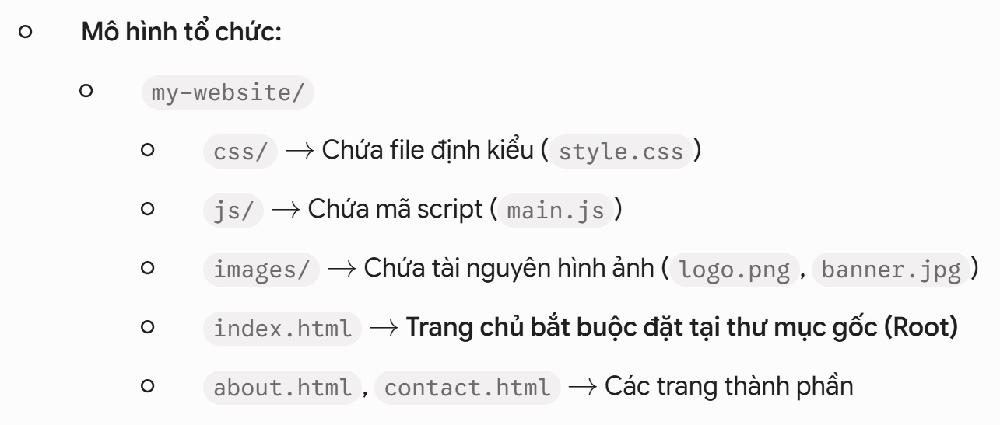 Mô hình tổ chức:
my-website/
css/ → Chứa file định kiểu (style.css)
js/ → Chứa mã script (main.js)
images/ → Chứa tài nguyên hình ảnh (logo.png, banner.jpg)
index.html → Trang chủ bắt buộc đặt tại thư mục gốc (Root)
about.html, contact.html → Các trang thành phần